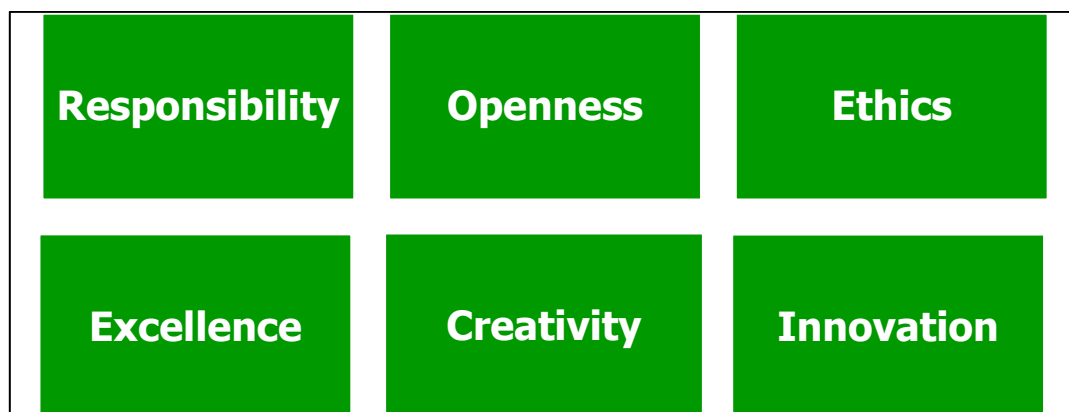 Responsibility
Openness
Ethics
Excellence
Creativity
Innovation